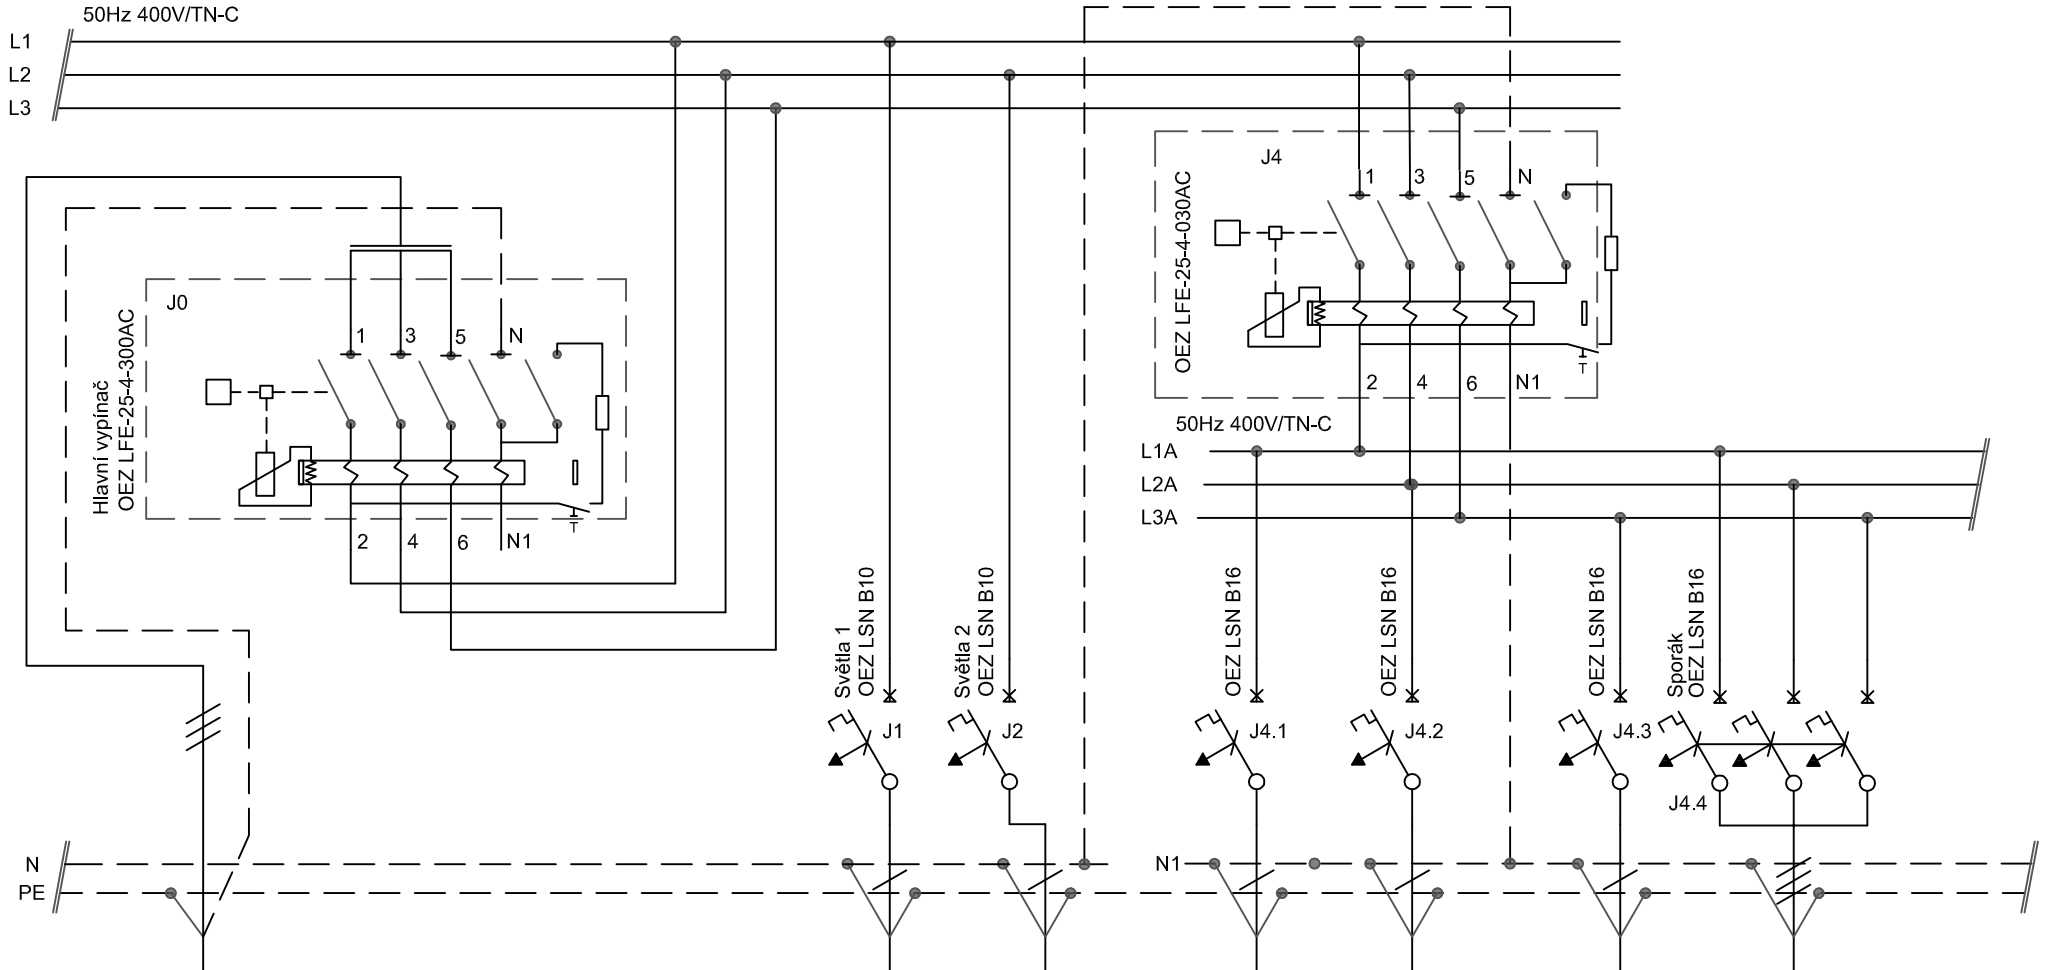 50Hz 400V/TN-C
L1
L2
L3
J4
OEZ LFE-25-4-030AC
1 3 5 N
T
2 4 6 N1
J0
Hlavní vypínač
OEZ LFE-25-4-300AC
1 3 5 N
T
2 4 6 N1
50Hz 400V/TN-C
L1A
L2A
L3A
Světla 1
OEZ LSN B10
Světla 2
OEZ LSN B10
OEZ LSN B16
OEZ LSN B16
OEZ LSN B16
Sporák
OEZ LSN B16
J1
J2
J4.1
J4.2
J4.3
J4.4
N
N1
PE